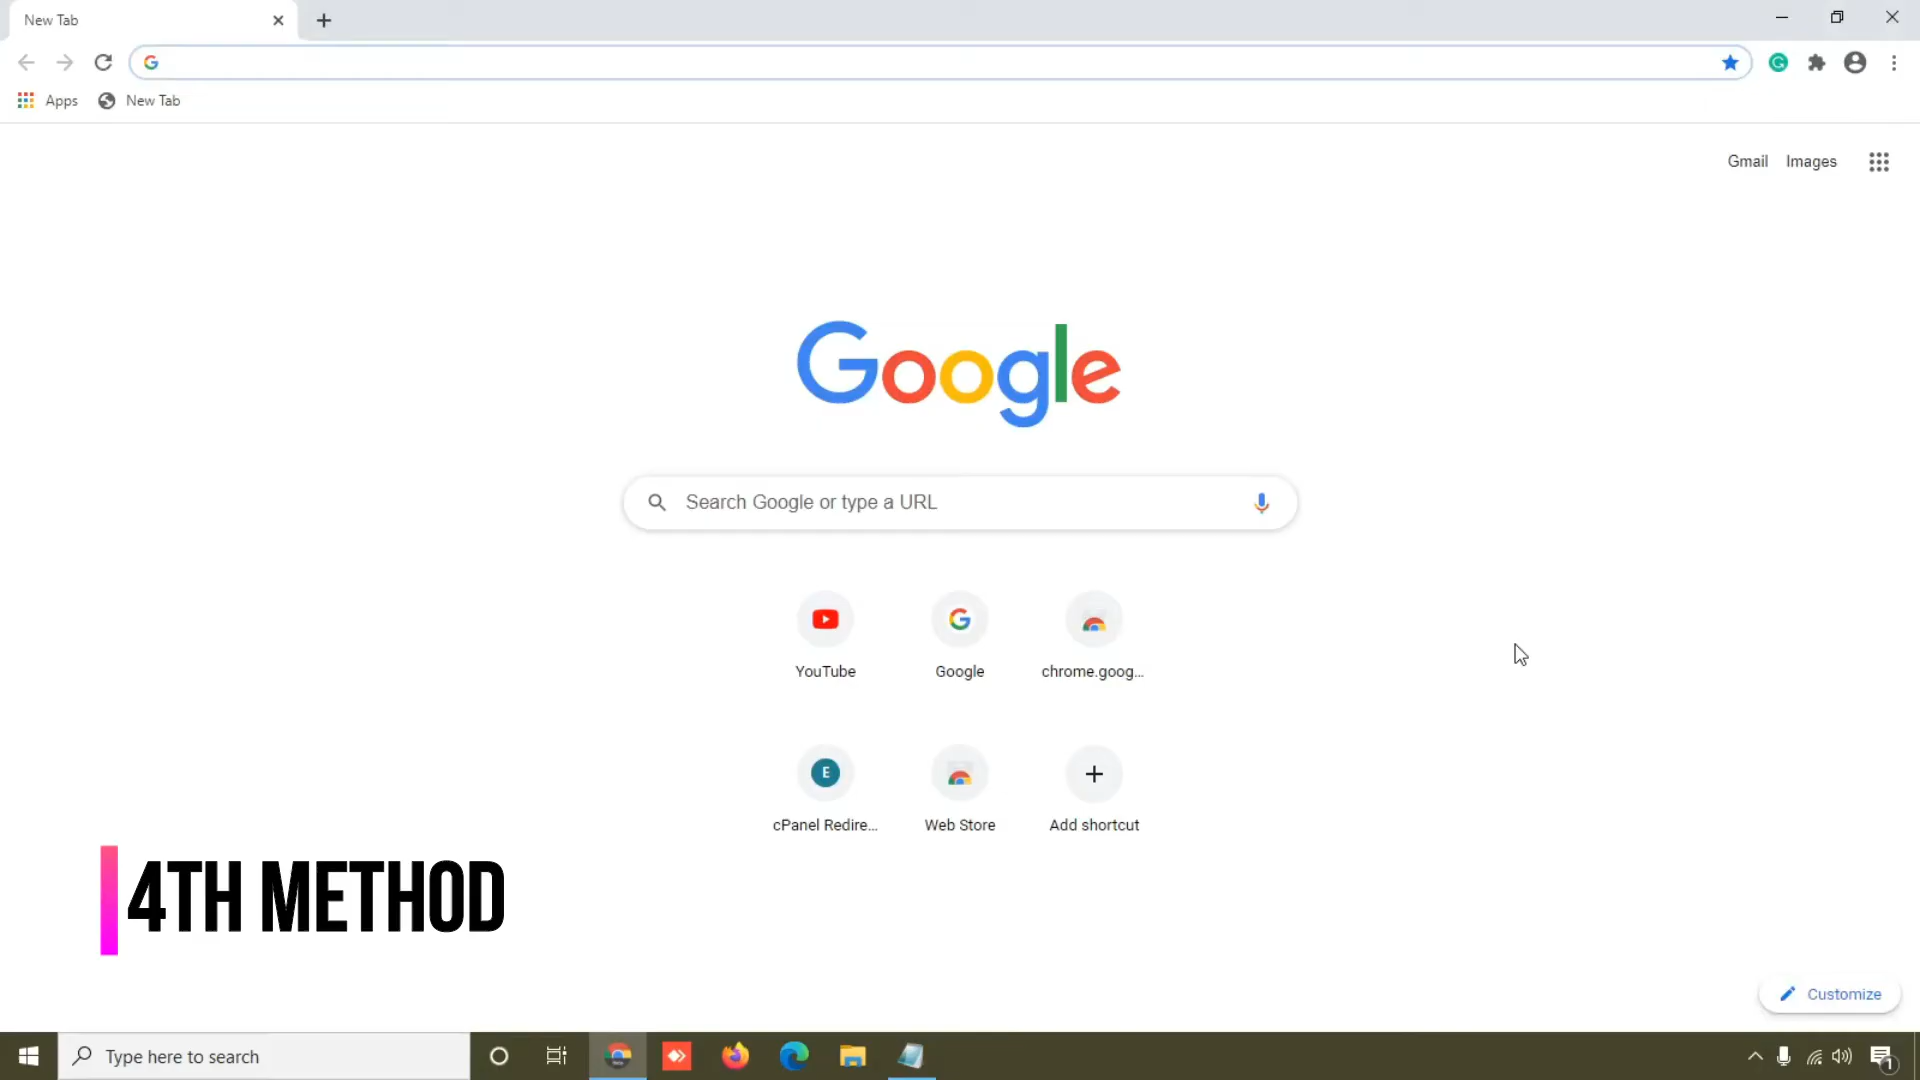 New Tab
Apps
New Tab
Gmail
Images
Google
Search Google or type a URL
YouTube
Google
chrome.goog...
E
cPanel Redire...
Web Store
Add shortcut
4TH METHOD
Customize
Type here to search
1